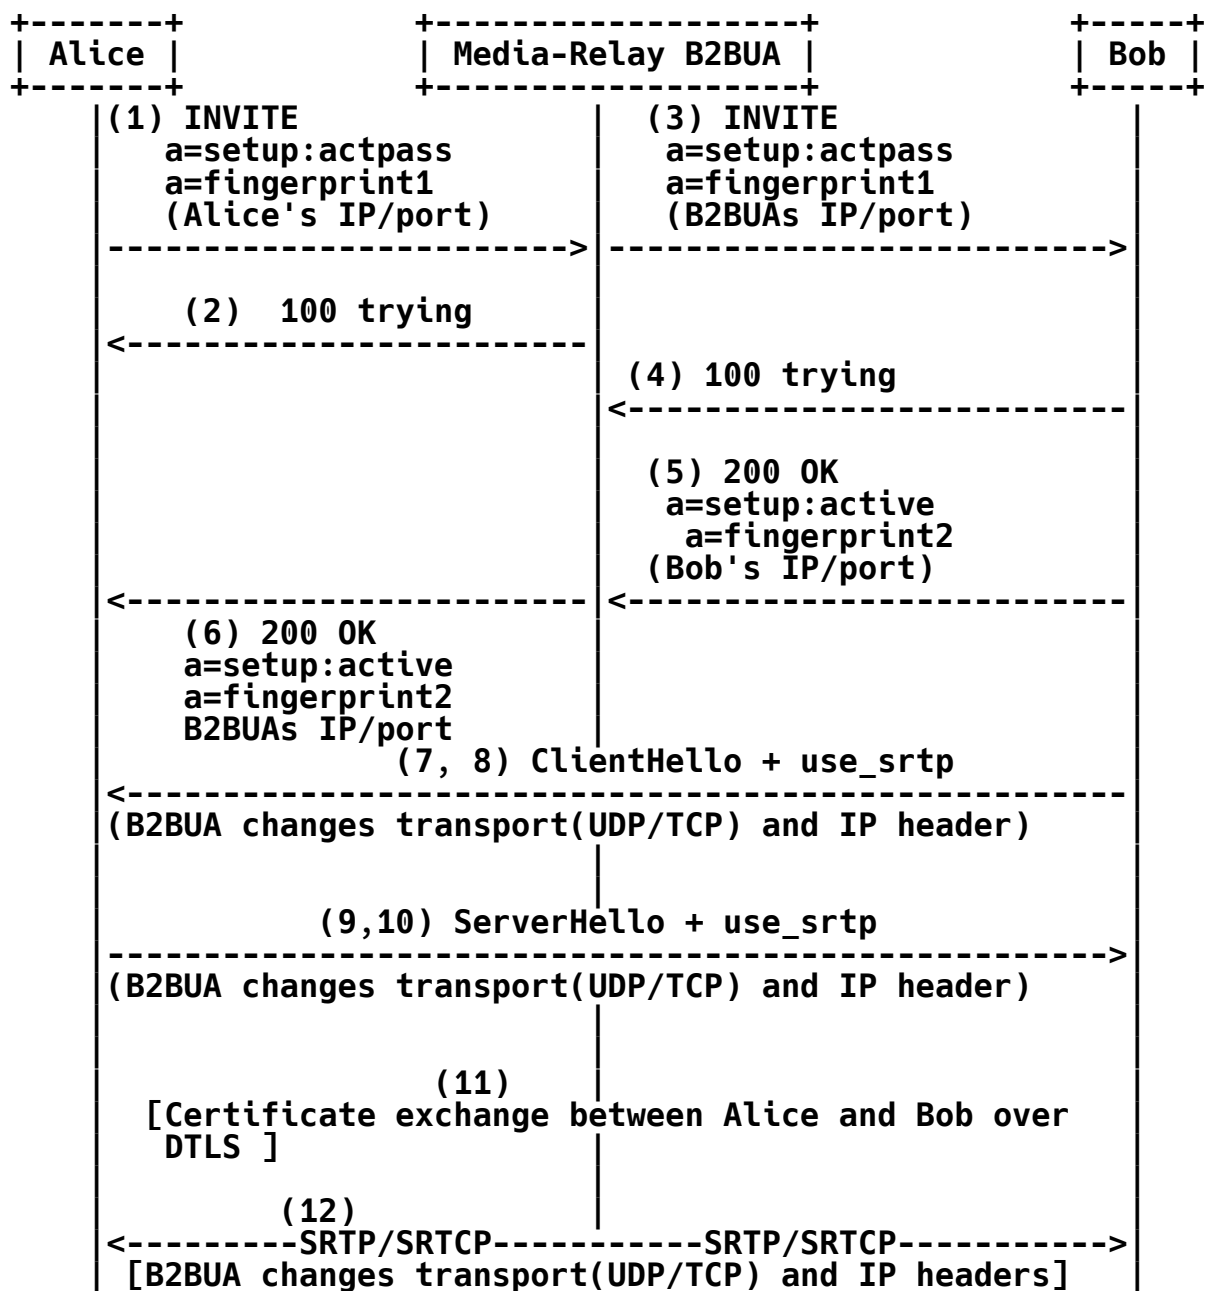 +-------+            +-------------------+             +-----+
| Alice |            | Media-Relay B2BUA |             | Bob |
+-------+            +-------------------+             +-----+
    |(1) INVITE               |  (3) INVITE               |
    |   a=setup:actpass       |   a=setup:actpass         |
    |   a=fingerprint1        |   a=fingerprint1          |
    |   (Alice's IP/port)     |   (B2BUAs IP/port)        |
    |------------------------>|-------------------------->|
    |                         |                           |
    |    (2)  100 trying      |                           |
    |<------------------------|                           |
    |                         | (4) 100 trying            |
    |                         |<--------------------------|
    |                         |                           |
    |                         |  (5) 200 OK               |
    |                         |   a=setup:active          |
    |                         |    a=fingerprint2         |
    |                         |  (Bob's IP/port)          |
    |<------------------------|<--------------------------|
    |    (6) 200 OK           |                           |
    |    a=setup:active       |                           |
    |    a=fingerprint2       |                           |
    |    B2BUAs IP/port       |                           |
    |               (7, 8) ClientHello + use_srtp         |
    |<----------------------------------------------------|
    |(B2BUA changes transport(UDP/TCP) and IP header)     |
    |                         |                           |
    |                         |                           |
    |           (9,10) ServerHello + use_srtp             |
    |---------------------------------------------------->|
    |(B2BUA changes transport(UDP/TCP) and IP header)     |
    |                         |                           |
    |                         |                           |
    |                 (11)    |                           |
    |  [Certificate exchange between Alice and Bob over   |
    |   DTLS ]                |                           |
    |                         |                           |
    |         (12)            |                           |
    |<---------SRTP/SRTCP-----------SRTP/SRTCP----------->|
    | [B2BUA changes transport(UDP/TCP) and IP headers]   |